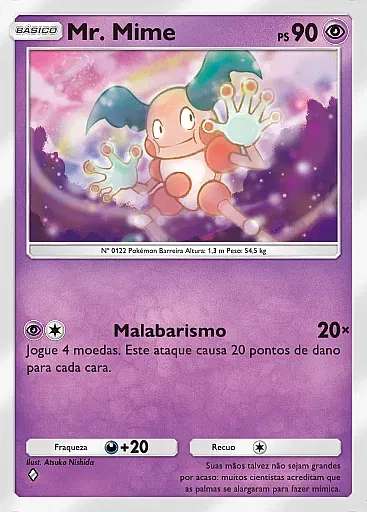 BÁSICO
Mr. Mime
PS 90
Nº 0122 Pokémon Barreira Altura: 1,3 m Peso: 54,5 kg
Malabarismo 20×
Jogue 4 moedas. Este ataque causa 20 pontos de dano
para cada cara.
Fraqueza +20 Recuo
Ilust. Atsuko Nishida
Suas mãos talvez não sejam grandes
por acaso: muitos cientistas acreditam que
as palmas se alargaram para fazer mímica.